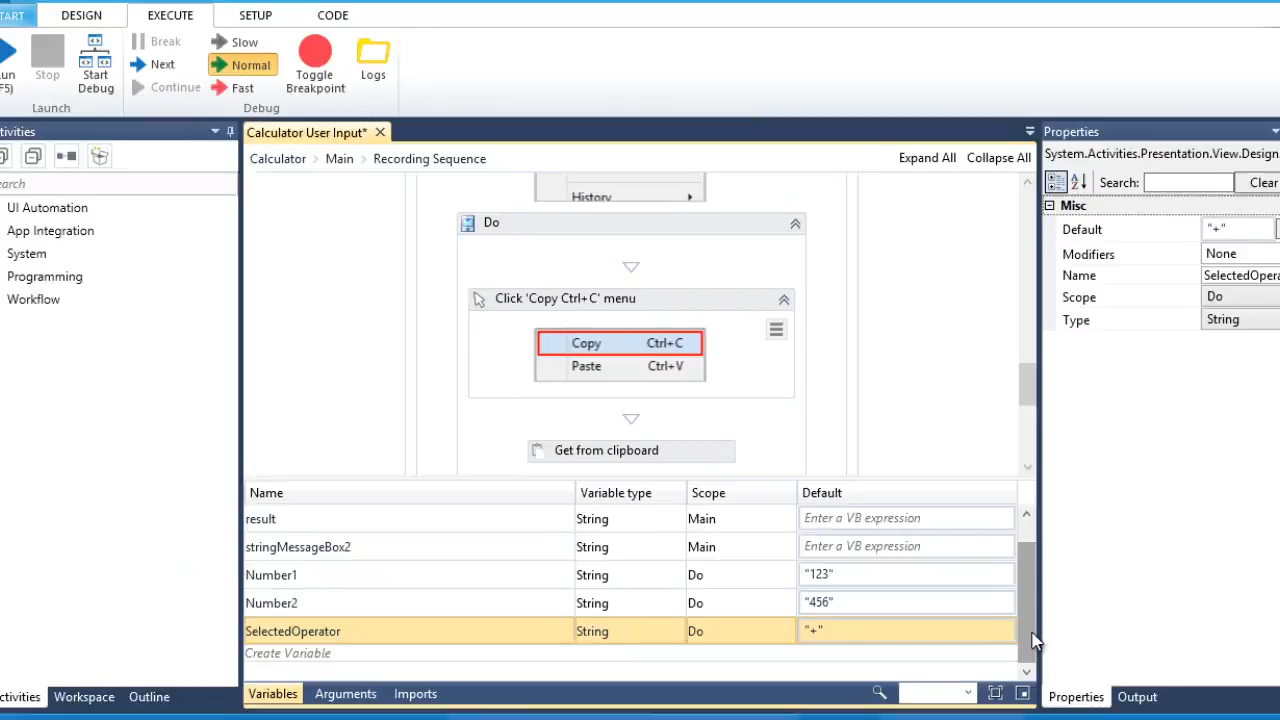 START DESIGN EXECUTE SETUP CODE
Break Slow
Next Normal
Continue Fast
Run (F5) Stop Start Debug Toggle Breakpoint Logs
Launch Debug
Activities Calculator User Input* Properties
Calculator Main Recording Sequence Expand All Collapse All System.Activities.Presentation.View.Design
Search: Clear
Search
Misc
UI Automation
App Integration
System
Programming
Workflow
History
Do
Click 'Copy Ctrl+C' menu
Copy Ctrl+C
Paste Ctrl+V
Get from clipboard
Default "+"
Modifiers None
Name SelectedOpera
Scope Do
Type String
Name Variable type Scope Default
result String Main Enter a VB expression
stringMessageBox2 String Main Enter a VB expression
Number1 String Do "123"
Number2 String Do "456"
SelectedOperator String Do "+"
Create Variable
Activities Workspace Outline Variables Arguments Imports Properties Output